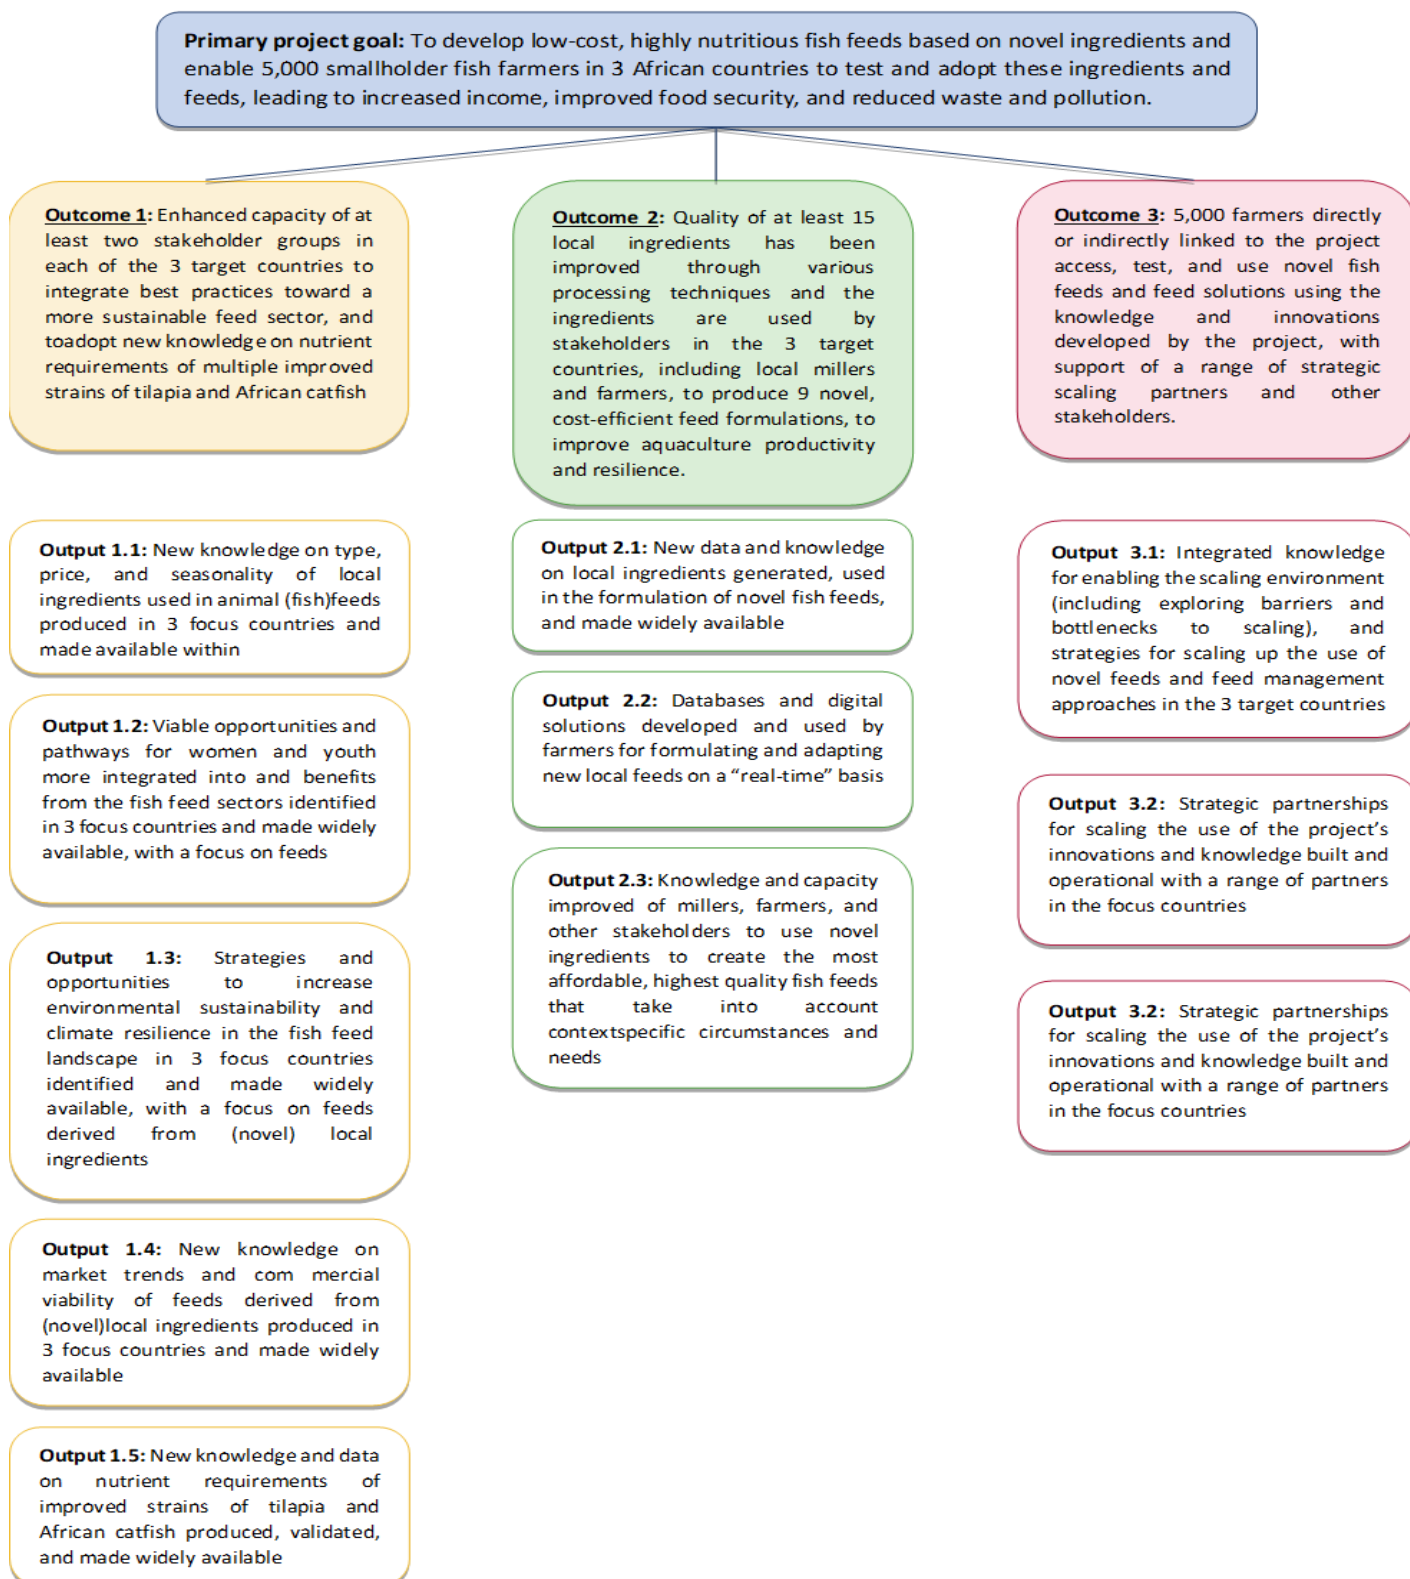 Primary project goal: To develop low-cost, highly nutritious fish feeds based on novel ingredients and
enable 5,000 smallholder fish farmers in 3 African countries to test and adopt these ingredients and
feeds, leading to increased income, improved food security, and reduced waste and pollution.
Outcome 1: Enhanced capacity of at
least two stakeholder groups in
each of the 3 target countries to
integrate best practices toward a
more sustainable feed sector, and
toadopt new knowledge on nutrient
requirements of multiple improved
strains of tilapia and African catfish
Output 1.1: New knowledge on type,
price, and seasonality of local
ingredients used in animal (fish)feeds
produced in 3 focus countries and
made available within
Output 1.2: Viable opportunities and
pathways for women and youth
more integrated into and benefits
from the fish feed sectors identified
in 3 focus countries and made widely
available, with a focus on feeds
Output 1.3: Strategies and
opportunities to increase
environmental sustainability and
climate resilience in the fish feed
landscape in 3 focus countries
identified and made widely
available, with a focus on feeds
derived from (novel) local
ingredients
Output 1.4: New knowledge on
market trends and com mercial
viability of feeds derived from
(novel)local ingredients produced in
3 focus countries and made widely
available
Output 1.5: New knowledge and data
on nutrient requirements of
improved strains of tilapia and
African catfish produced, validated,
and made widely available
Outcome 2: Quality of at least 15
local ingredients has been
improved through various
processing techniques and the
ingredients are used by
stakeholders in the 3 target
countries, including local millers
and farmers, to produce 9 novel,
cost-efficient feed formulations, to
improve aquaculture productivity
and resilience.
Output 2.1: New data and knowledge
on local ingredients generated, used
in the formulation of novel fish feeds,
and made widely available
Output 2.2: Databases and digital
solutions developed and used by
farmers for formulating and adapting
new local feeds on a “real-time” basis
Output 2.3: Knowledge and capacity
improved of millers, farmers, and
other stakeholders to use novel
ingredients to create the most
affordable, highest quality fish feeds
that take into account
contextspecific circumstances and
needs
Outcome 3: 5,000 farmers directly
or indirectly linked to the project
access, test, and use novel fish
feeds and feed solutions using the
knowledge and innovations
developed by the project, with
support of a range of strategic
scaling partners and other
stakeholders.
Output 3.1: Integrated knowledge
for enabling the scaling environment
(including exploring barriers and
bottlenecks to scaling), and
strategies for scaling up the use of
novel feeds and feed management
approaches in the 3 target countries
Output 3.2: Strategic partnerships
for scaling the use of the project’s
innovations and knowledge built and
operational with a range of partners
in the focus countries
Output 3.2: Strategic partnerships
for scaling the use of the project’s
innovations and knowledge built and
operational with a range of partners
in the focus countries